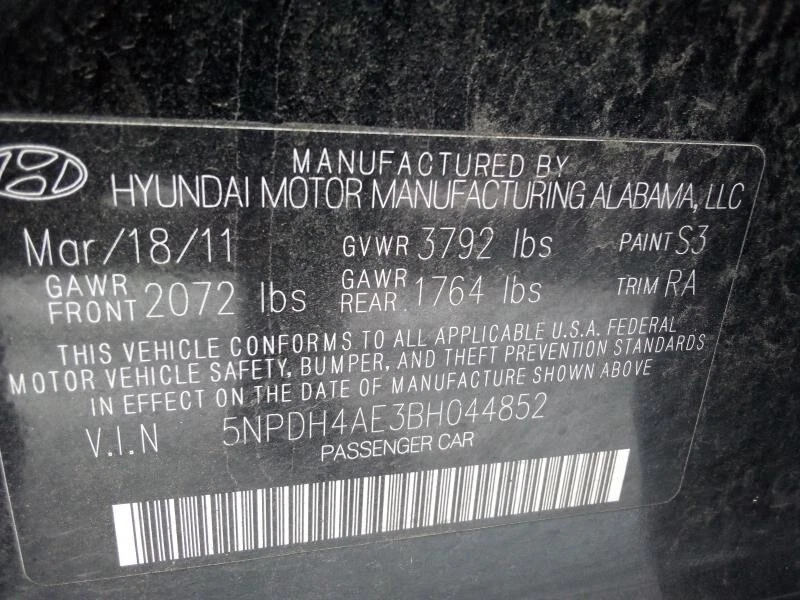 MANUFACTURED BY
HYUNDAI MOTOR MANUFACTURING ALABAMA, LLC
Mar/18/11 GVWR 3792 lbs PAINT S3
GAWR FRONT 2072 lbs GAWR REAR 1764 lbs TRIM RA
THIS VEHICLE CONFORMS TO ALL APPLICABLE U.S.A. FEDERAL
MOTOR VEHICLE SAFETY, BUMPER, AND THEFT PREVENTION STANDARDS
IN EFFECT ON THE DATE OF MANUFACTURE SHOWN ABOVE
V.I.N 5NPDH4AE3BH044852
PASSENGER CAR